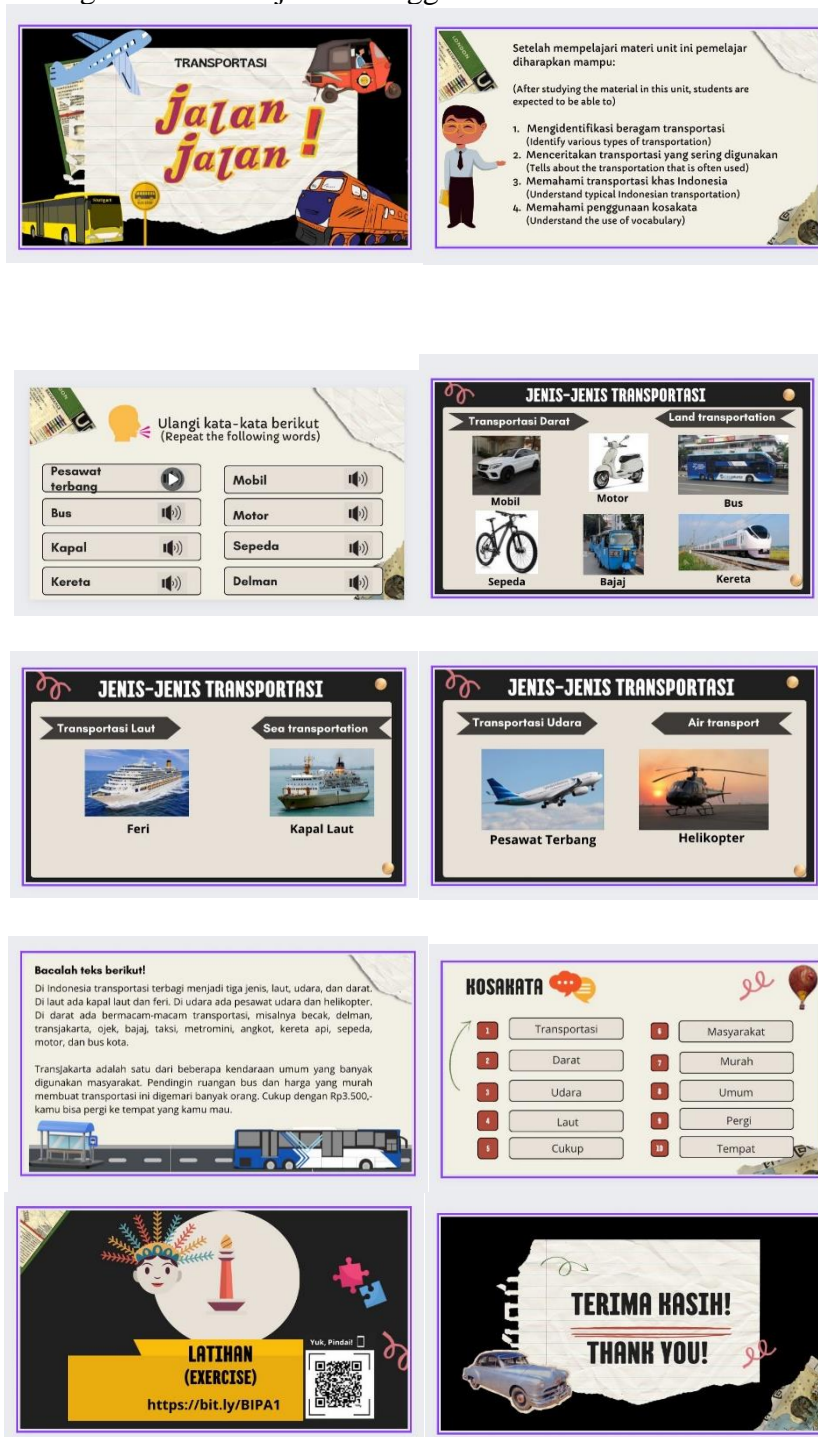 TRANSPORTASI
jalan
jalan!
Setelah mempelajari materi unit ini pemelajar
diharapkan mampu:
(After studying the material in this unit, students are
expected to be able to)
1. Mengidentifikasi beragam transportasi
(Identify various types of transportation)
2. Menceritakan transportasi yang sering digunakan
(Tells about the transportation that is often used)
3. Memahami transportasi khas Indonesia
(Understand typical Indonesian transportation)
4. Memahami penggunaan kosakata
(Understand the use of vocabulary)
Ulangi kata-kata berikut
(Repeat the following words)
Pesawat
terbang
Bus
Kapal
Kereta
Mobil
Motor
Sepeda
Delman
JENIS-JENIS TRANSPORTASI
Transportasi Darat
Land transportation
Mobil
Motor
Bus
Sepeda
Bajaj
Kereta
JENIS-JENIS TRANSPORTASI
Transportasi Laut
Sea transportation
Feri
Kapal Laut
JENIS-JENIS TRANSPORTASI
Transportasi Udara
Air transport
Pesawat Terbang
Helikopter
Bacalah teks berikut!
Di Indonesia transportasi terbagi menjadi tiga jenis, laut, udara, dan darat.
Di laut ada kapal laut dan feri. Di udara ada pesawat udara dan helikopter.
Di darat ada bermacam-macam transportasi, misalnya becak, delman,
transjakarta, ojek, bajaj, taksi, metromini, angkot, kereta api, sepeda,
motor, dan bus kota.
TransJakarta adalah satu dari beberapa kendaraan umum yang banyak
digunakan masyarakat. Pendingin ruangan bus dan harga yang murah
membuat transportasi ini digemari banyak orang. Cukup dengan Rp3.500,-
kamu bisa pergi ke tempat yang kamu mau.
KOSAKATA
1 Transportasi
2 Darat
3 Udara
4 Laut
5 Cukup
6 Masyarakat
7 Murah
8 Umum
9 Pergi
10 Tempat
LATIHAN
(EXERCISE)
https://bit.ly/BIPA1
Yuk, Pindai!
TERIMA KASIH!
THANK YOU!